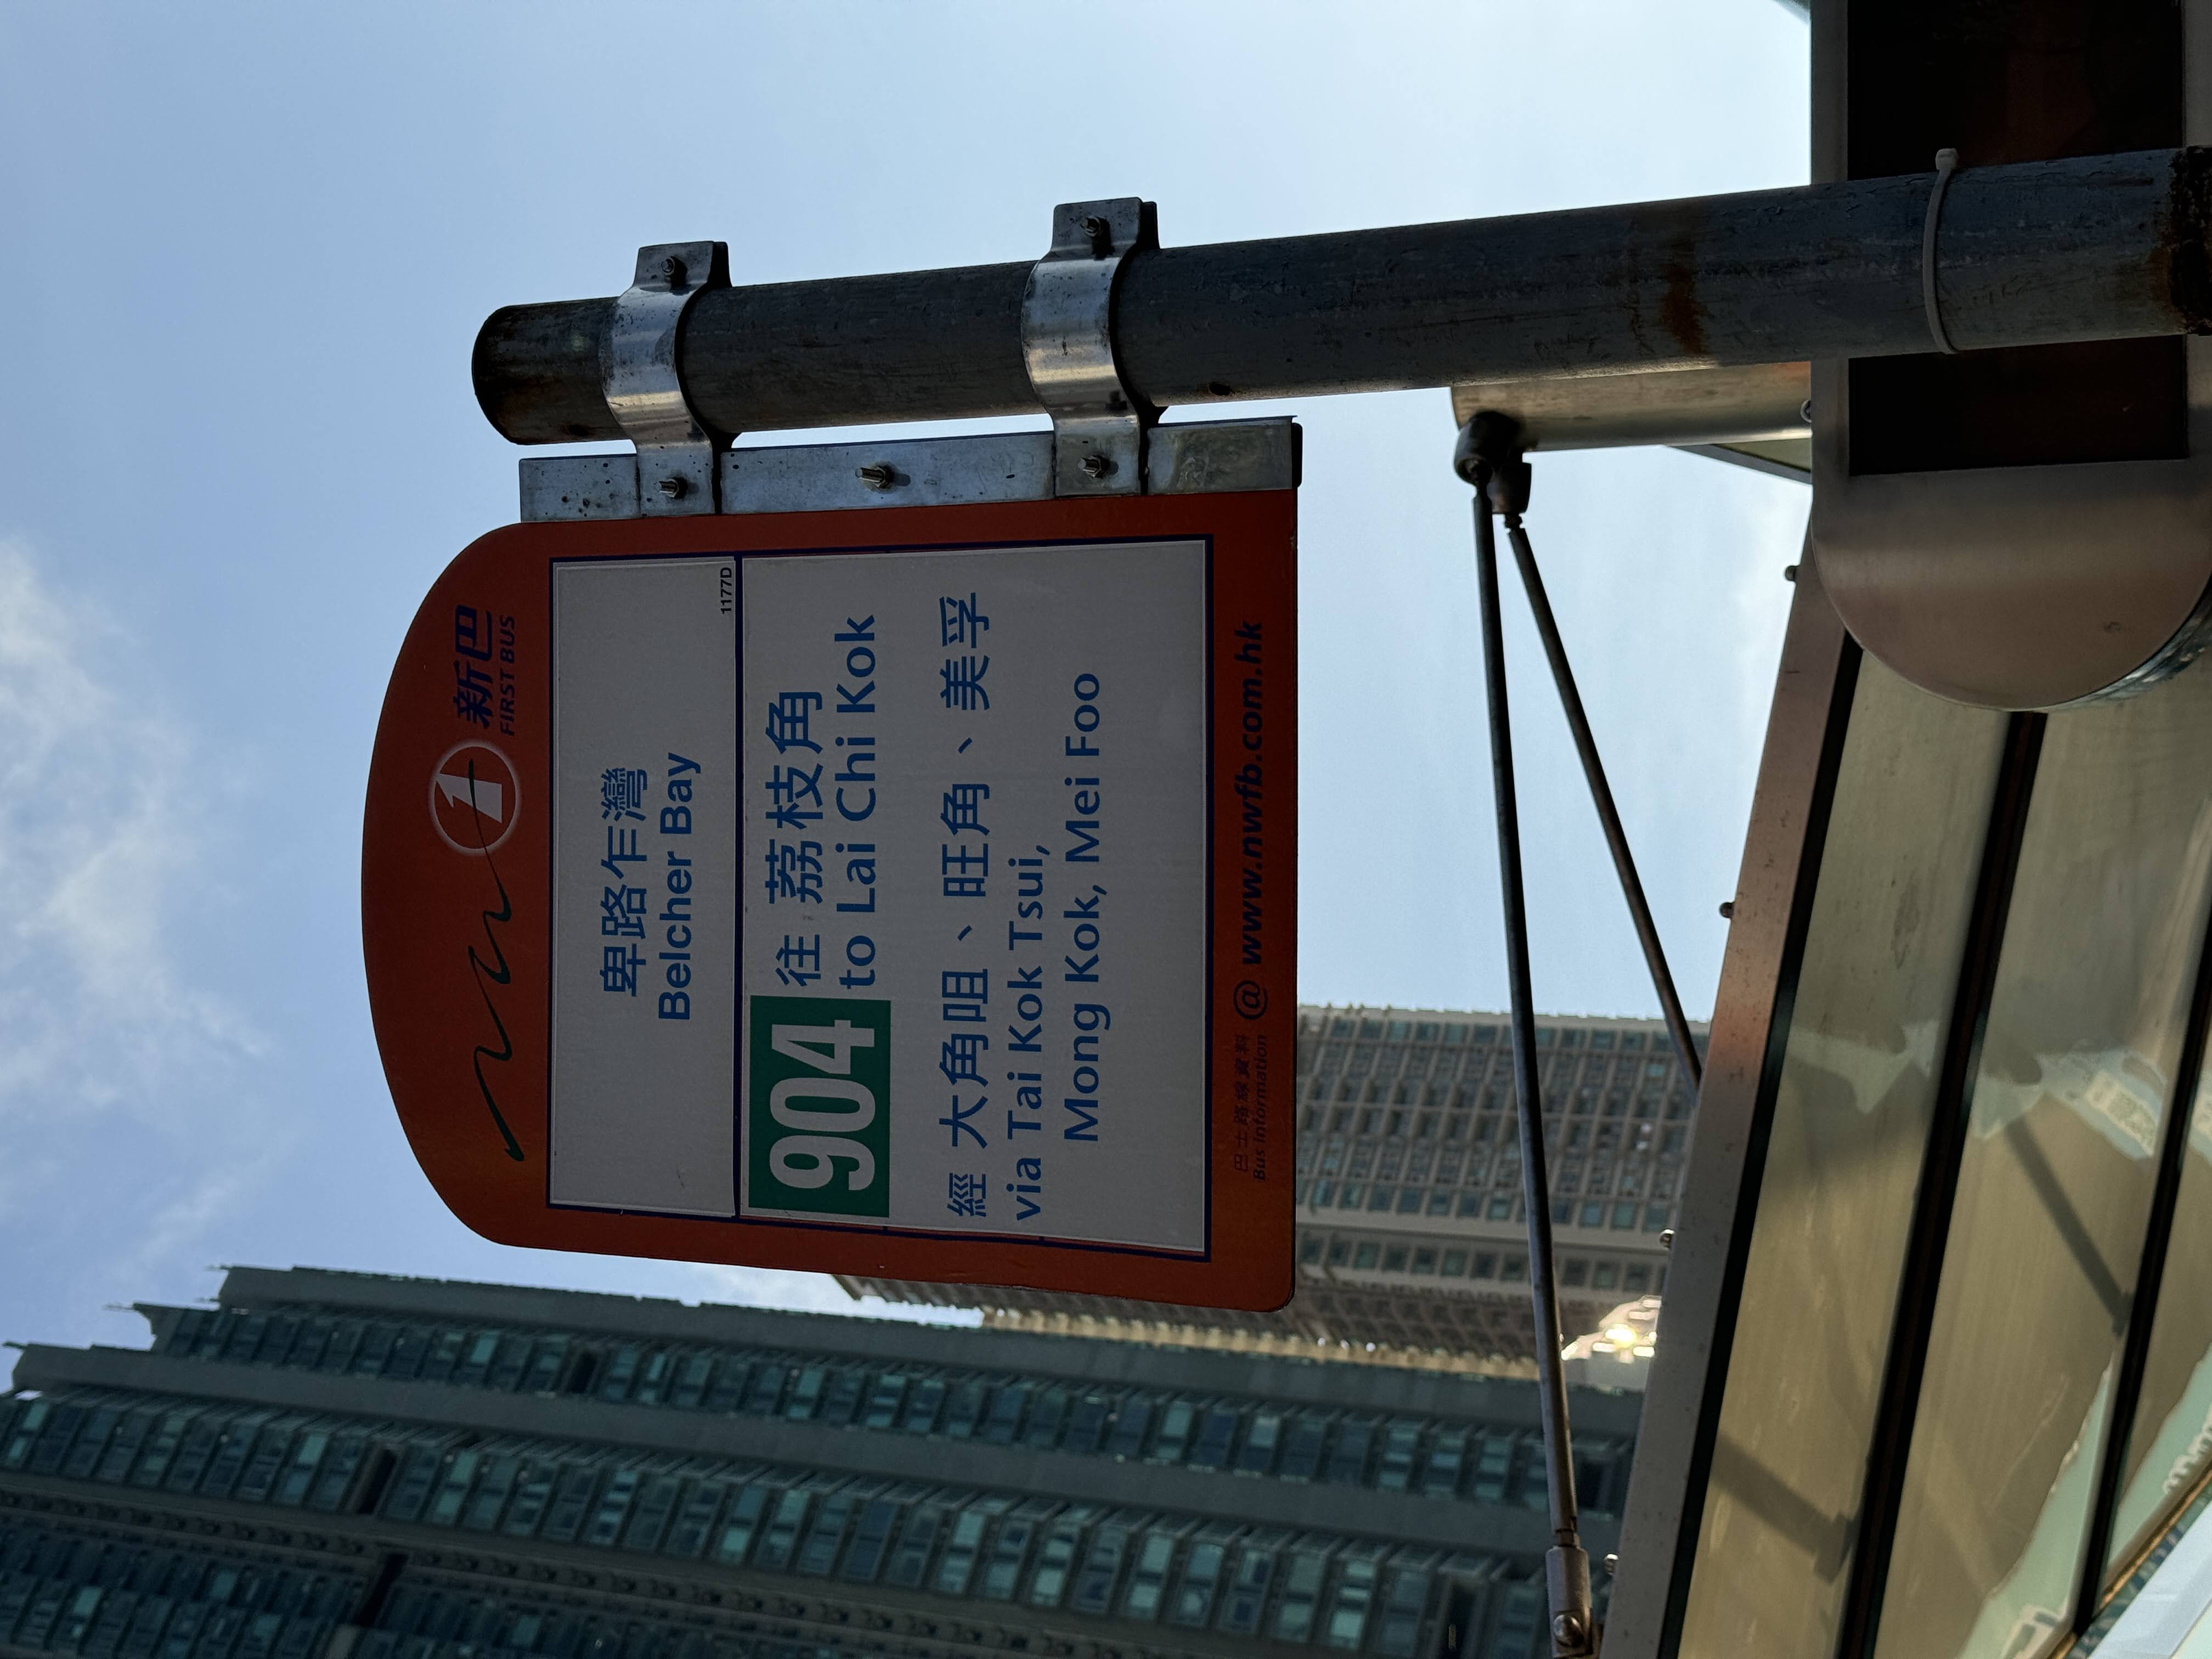 新巴
FIRST BUS
卑路乍灣
Belcher Bay
1177D
904
往 荔枝角
to Lai Chi Kok
經 大角咀、旺角、美孚
via Tai Kok Tsui,
Mong Kok, Mei Foo
巴士路線資料
Bus Information @ www.nwfb.com.hk